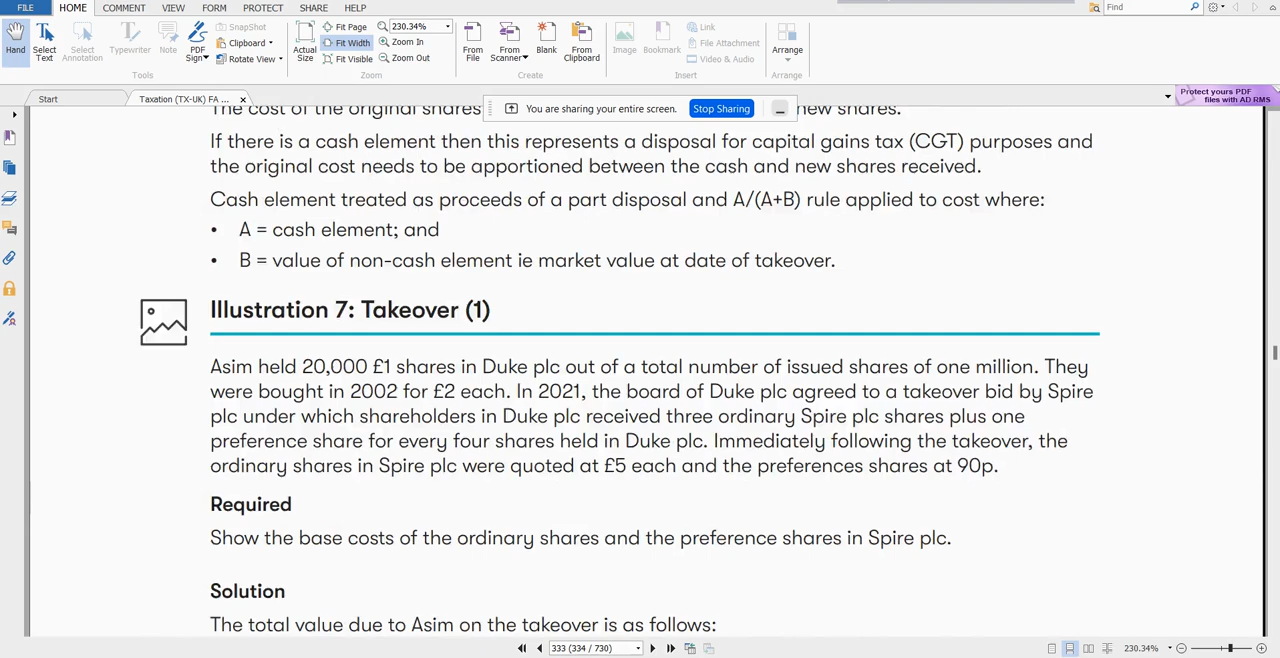 FILE HOME COMMENT VIEW FORM PROTECT SHARE HELP Find
Hand Select Text Select Annotation Typewriter Note PDF Sign SnapShot Clipboard Rotate View Tools
Actual Size Fit Page Fit Width Fit Visible 230.34% Zoom In Zoom Out Zoom
From File From Scanner Blank From Clipboard Create
Image Bookmark Link File Attachment Video & Audio Insert
Arrange Arrange
Start Taxation (TX-UK) FA ... Protect yours PDF
files with AD RMS
You are sharing your entire screen. Stop Sharing
The cost of the original shares new shares.
If there is a cash element then this represents a disposal for capital gains tax (CGT) purposes and
the original cost needs to be apportioned between the cash and new shares received.
Cash element treated as proceeds of a part disposal and A/(A+B) rule applied to cost where:
• A = cash element; and
• B = value of non-cash element ie market value at date of takeover.
Illustration 7: Takeover (1)
Asim held 20,000 £1 shares in Duke plc out of a total number of issued shares of one million. They
were bought in 2002 for £2 each. In 2021, the board of Duke plc agreed to a takeover bid by Spire
plc under which shareholders in Duke plc received three ordinary Spire plc shares plus one
preference share for every four shares held in Duke plc. Immediately following the takeover, the
ordinary shares in Spire plc were quoted at £5 each and the preferences shares at 90p.
Required
Show the base costs of the ordinary shares and the preference shares in Spire plc.
Solution
The total value due to Asim on the takeover is as follows:
333 (334 / 730) 230.34%